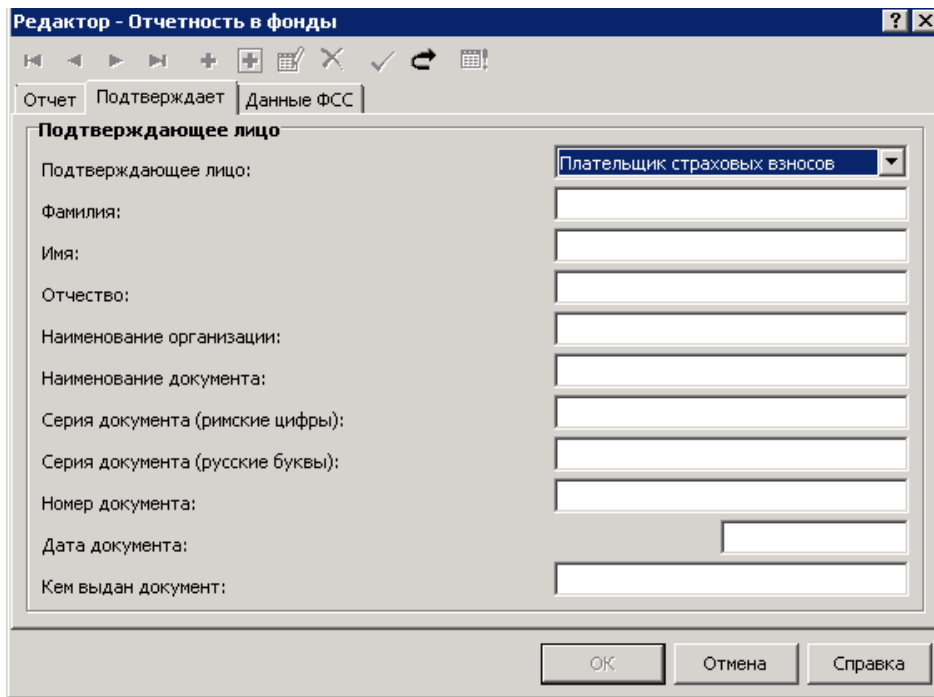 Редактор - Отчетность в фонды
Отчет Подтверждает Данные ФСС
Подтверждающее лицо
Подтверждающее лицо: Плательщик страховых взносов
Фамилия:
Имя:
Отчество:
Наименование организации:
Наименование документа:
Серия документа (римские цифры):
Серия документа (русские буквы):
Номер документа:
Дата документа:
Кем выдан документ:
ОК Отмена Справка